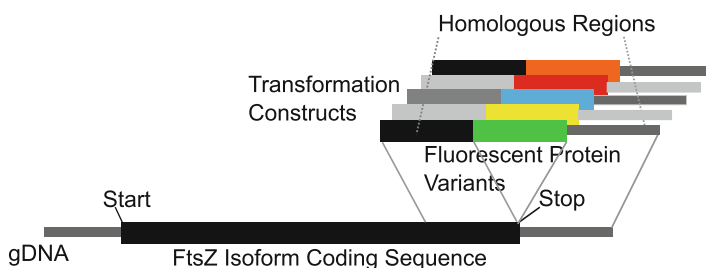 Homologous Regions
Transformation
Constructs
Fluorescent Protein
Variants
Start
Stop
gDNA
FtsZ Isoform Coding Sequence